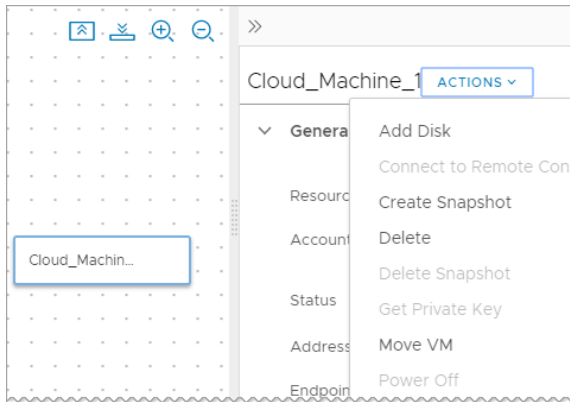 Cloud_Machine_1 ACTIONS
Genera
Add Disk
Connect to Remote Con
Resourc
Create Snapshot
Account
Delete
Cloud_Machin...
Delete Snapshot
Status
Get Private Key
Address
Move VM
Power Off
Endpoin